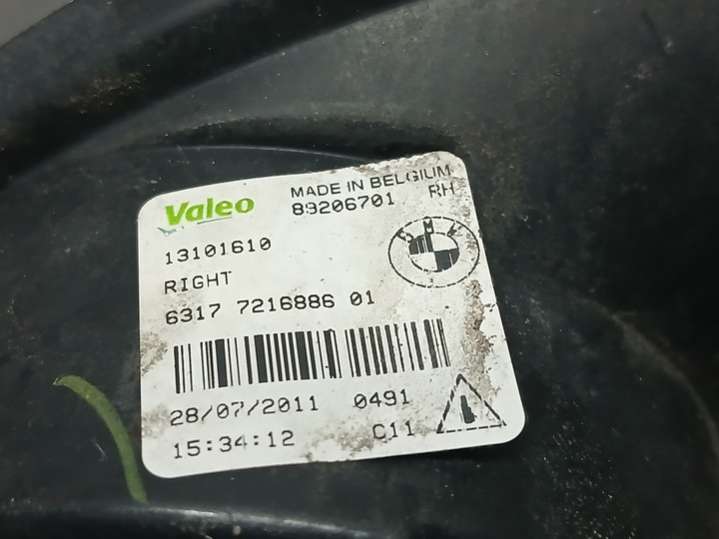 Valeo MADE IN BELGIUM
89206701 RH
13101610
RIGHT
6317 7216886 01
BMW
28/07/2011 0491
15:34:12 C11